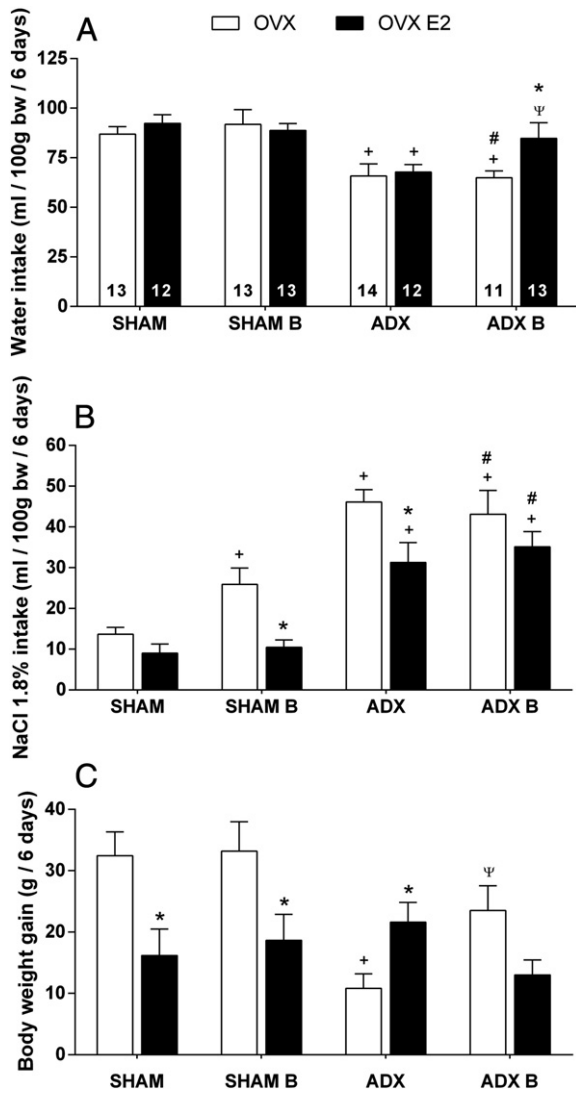 A
OVX
OVX E2
Water intake (ml / 100g bw / 6 days)
125
100
75
50
25
0
+
+
#
+
*
Ψ
13
12
13
13
14
12
11
13
SHAM
SHAM B
ADX
ADX B
B
NaCl 1.8% intake (ml / 100g bw / 6 days)
60
50
40
30
20
10
0
+
*
+
*
+
#
+
#
+
SHAM
SHAM B
ADX
ADX B
C
Body weight gain (g / 6 days)
40
30
20
10
0
*
*
+
*
Ψ
SHAM
SHAM B
ADX
ADX B